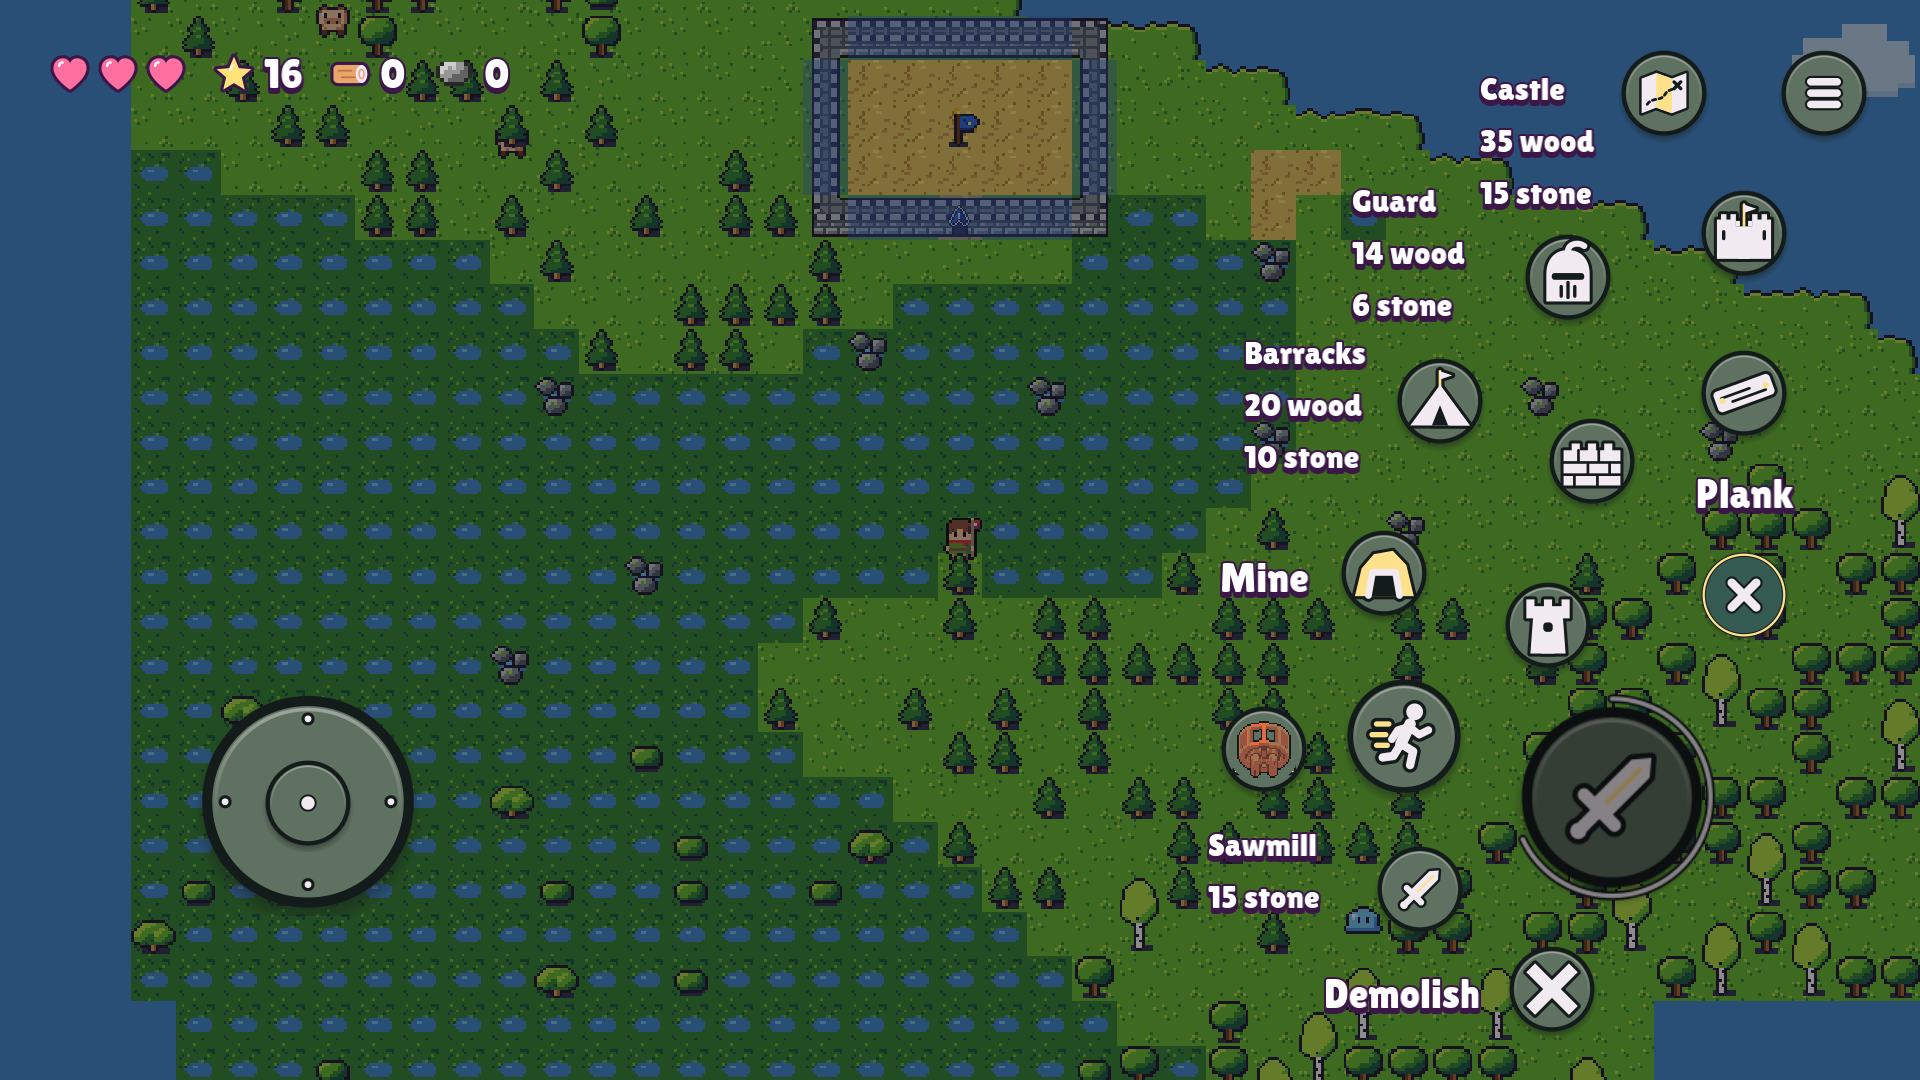 16
0
0
Castle
35 wood
15 stone
Guard
14 wood
6 stone
Barracks
20 wood
10 stone
Plank
Mine
Sawmill
15 stone
Demolish